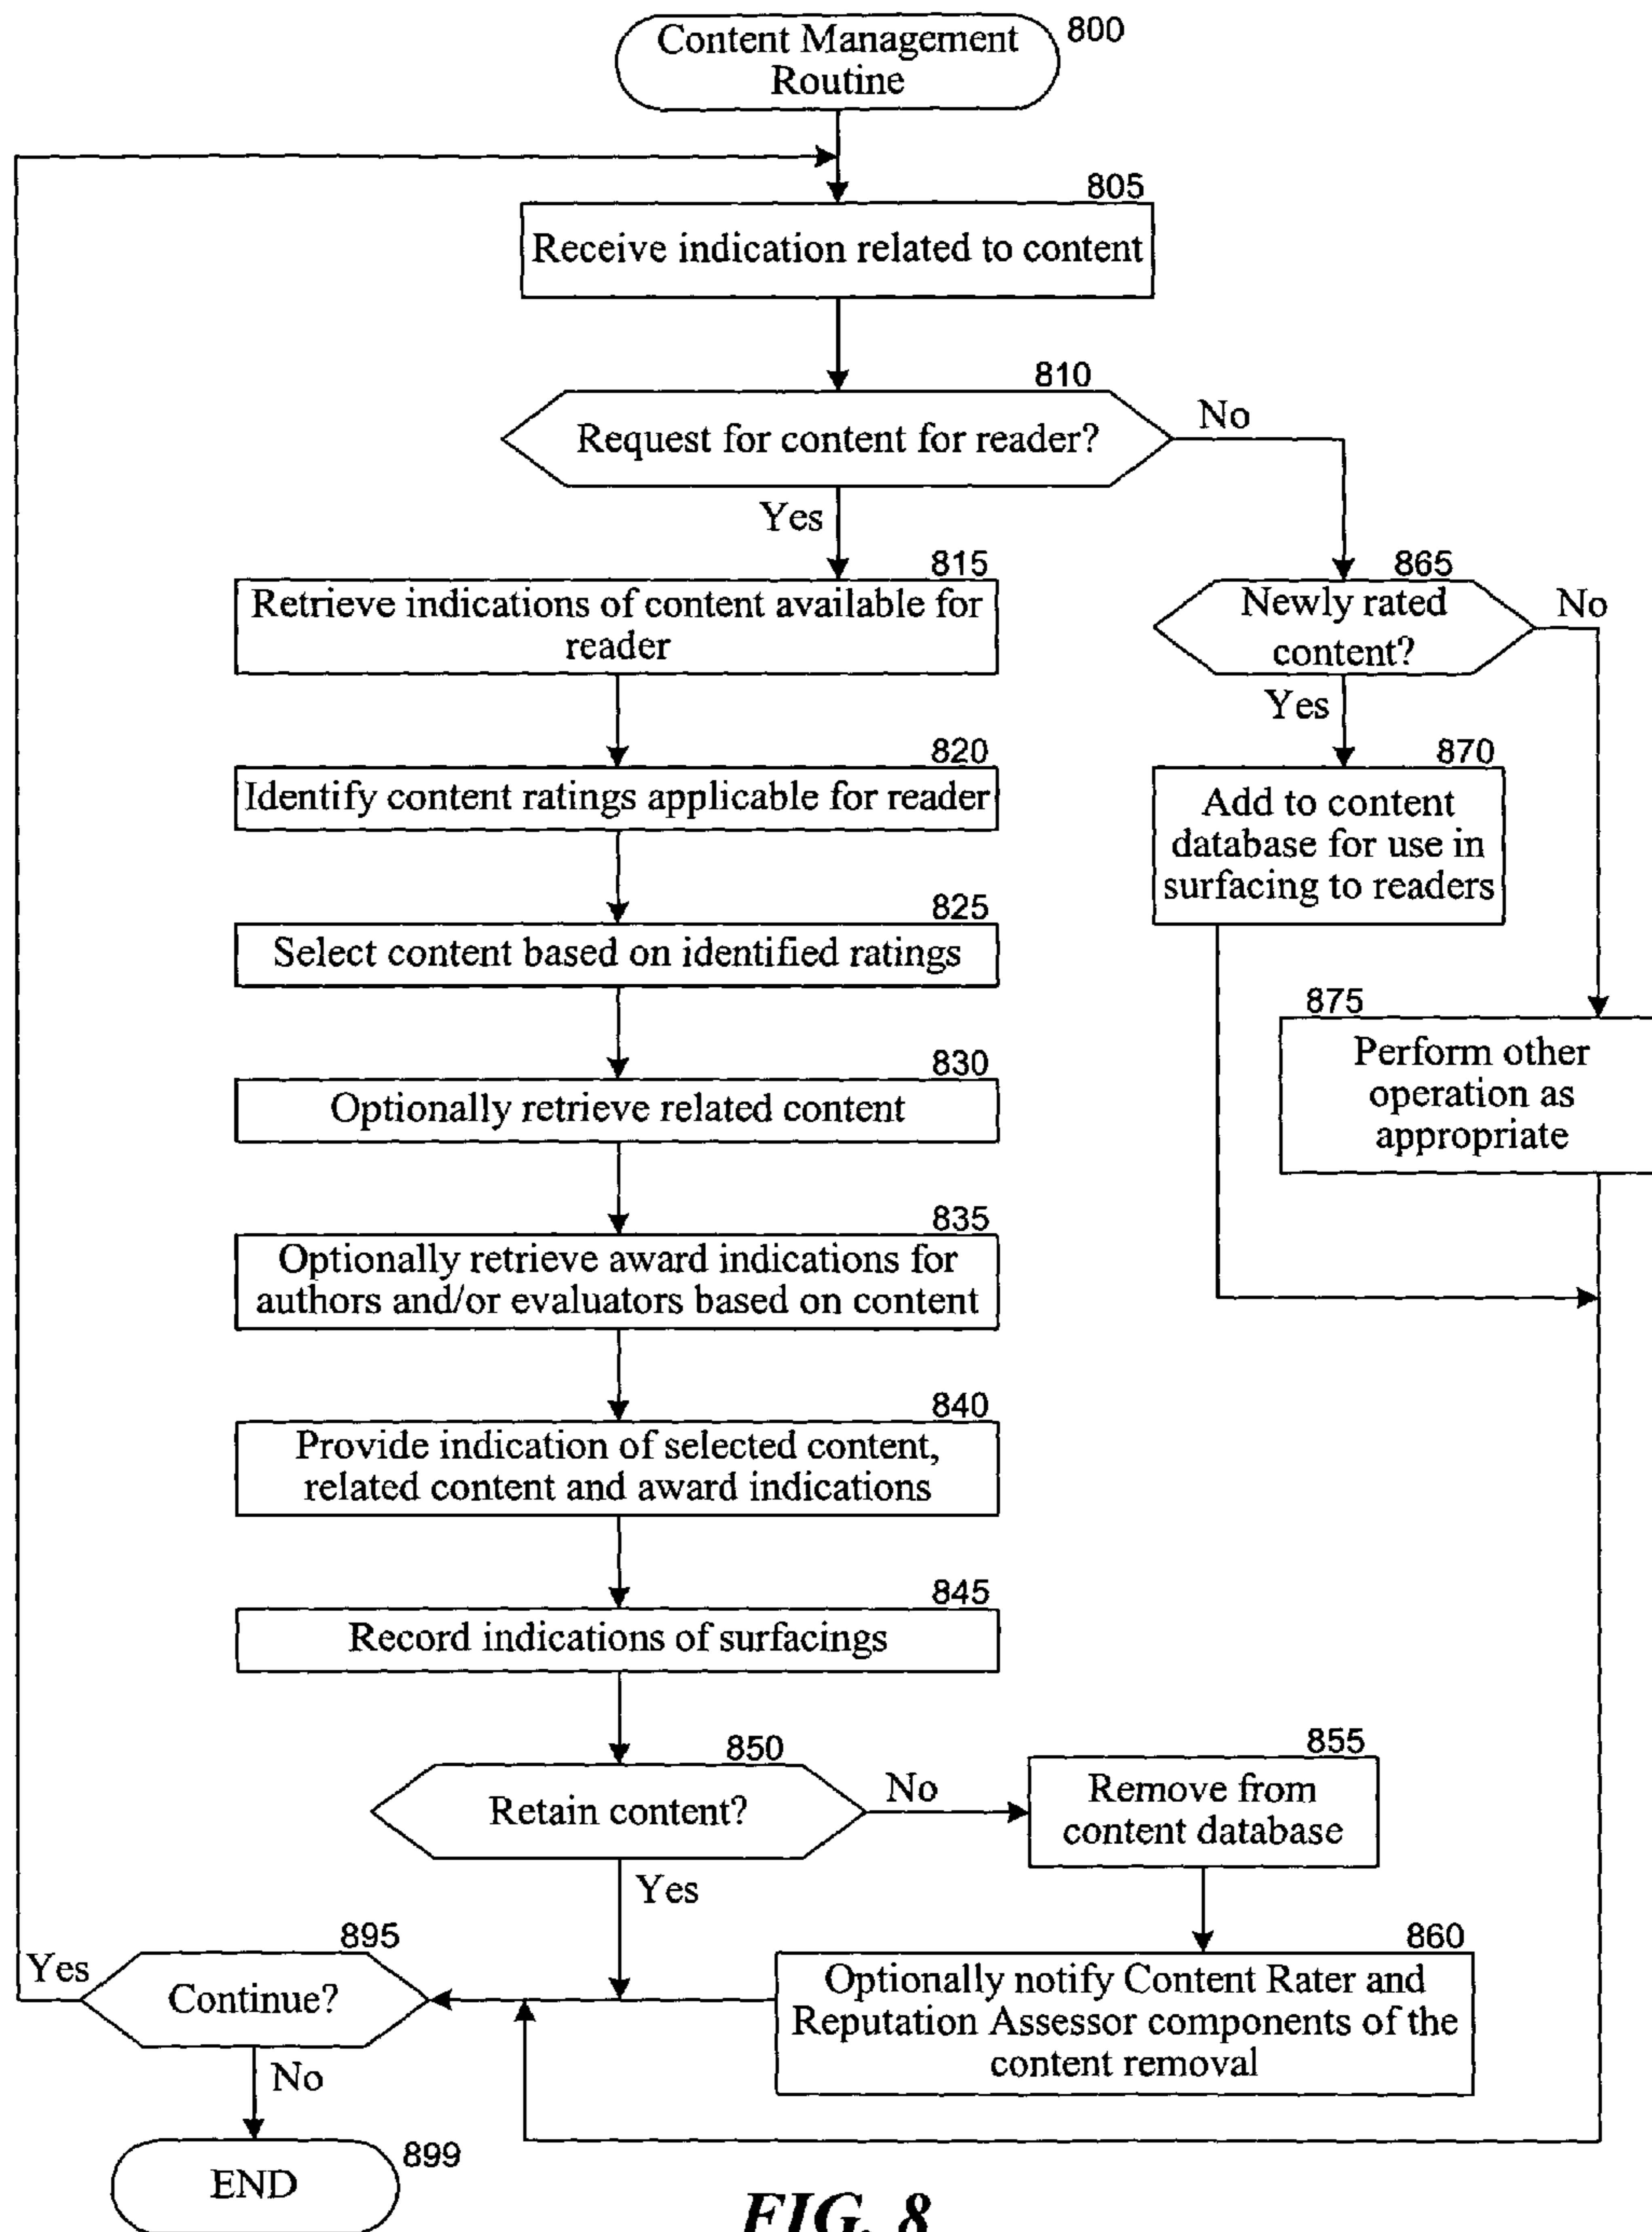 Content Management
Routine
800
805
Receive indication related to content
810
Request for content for reader?
No
Yes
815
Retrieve indications of content available for
reader
865
Newly rated
content?
No
Yes
820
Identify content ratings applicable for reader
870
Add to content
database for use in
surfacing to readers
825
Select content based on identified ratings
875
Perform other
operation as
appropriate
830
Optionally retrieve related content
835
Optionally retrieve award indications for
authors and/or evaluators based on content
840
Provide indication of selected content,
related content and award indications
845
Record indications of surfacings
850
Retain content?
No
Yes
855
Remove from
content database
860
Optionally notify Content Rater and
Reputation Assessor components of the
content removal
895
Continue?
Yes
No
END
899
FIG. 8